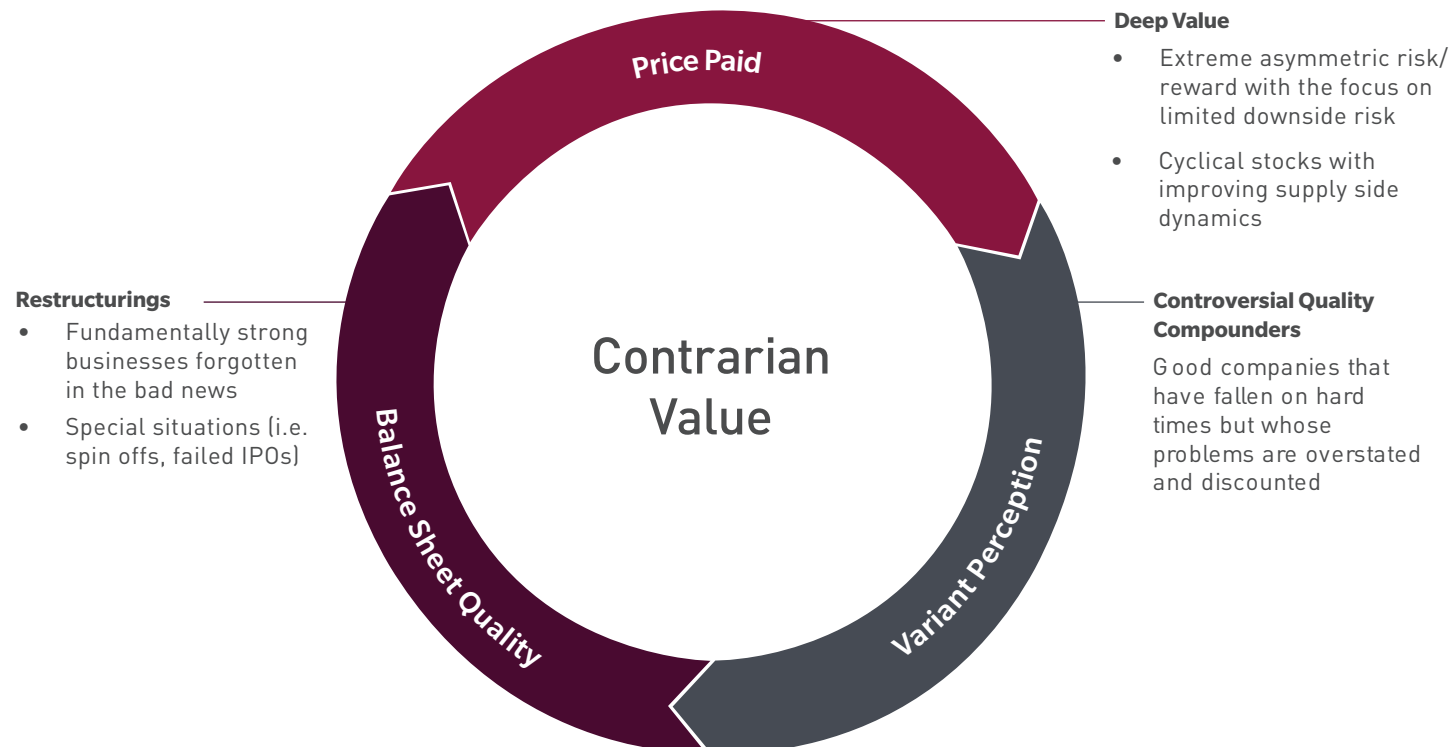 Price Paid
Deep Value
• Extreme asymmetric risk/
reward with the focus on
limited downside risk
• Cyclical stocks with
improving supply side
dynamics
Restructurings
• Fundamentally strong
businesses forgotten
in the bad news
• Special situations (i.e.
spin offs, failed IPOs)
Contrarian
Value
Controversial Quality
Compounders
Good companies that
have fallen on hard
times but whose
problems are overstated
and discounted
Balance Sheet Quality
Variant Perception